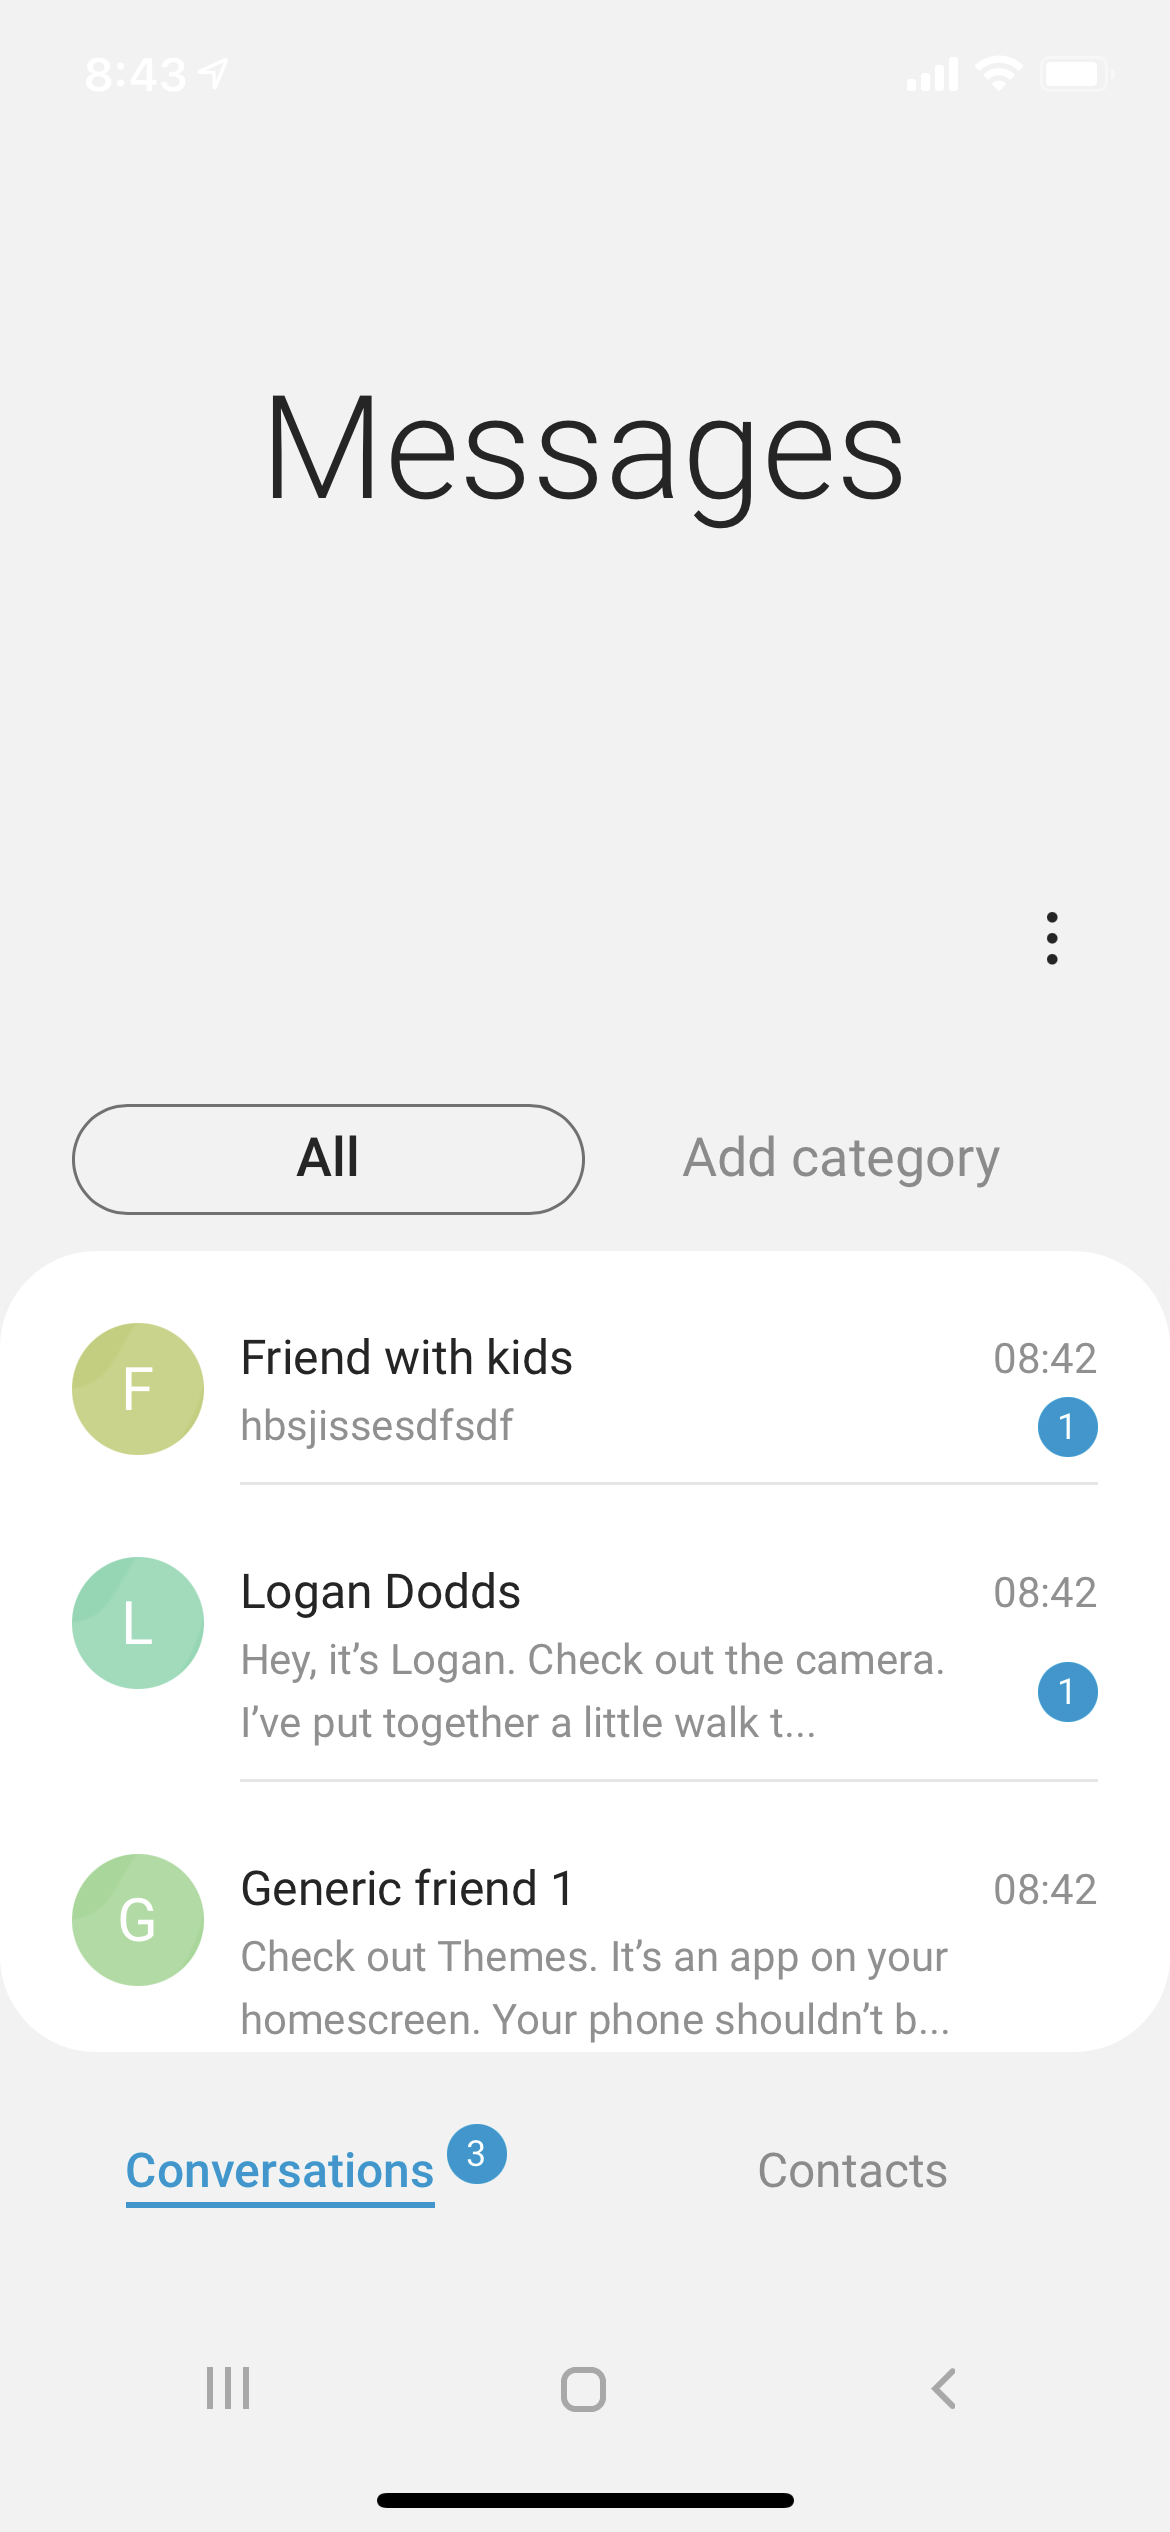 8:43
Messages
All
Add category
F
Friend with kids
08:42
hbsjissesdfsdf
1
L
Logan Dodds
08:42
Hey, it’s Logan. Check out the camera.
I’ve put together a little walk t...
1
G
Generic friend 1
08:42
Check out Themes. It’s an app on your
homescreen. Your phone shouldn’t b...
Conversations
3
Contacts